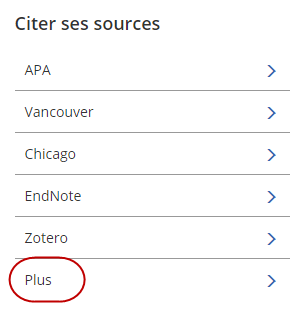 Citer ses sources
APA
Vancouver
Chicago
EndNote
Zotero
Plus